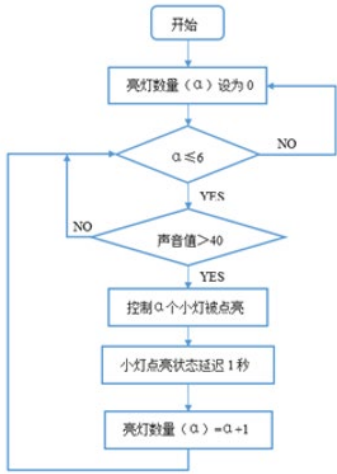 开始
亮灯数量（α）设为 0
α≤6
NO
YES
声音值＞40
NO
YES
控制α个小灯被点亮
小灯点亮状态延迟 1 秒
亮灯数量（α）=α+1